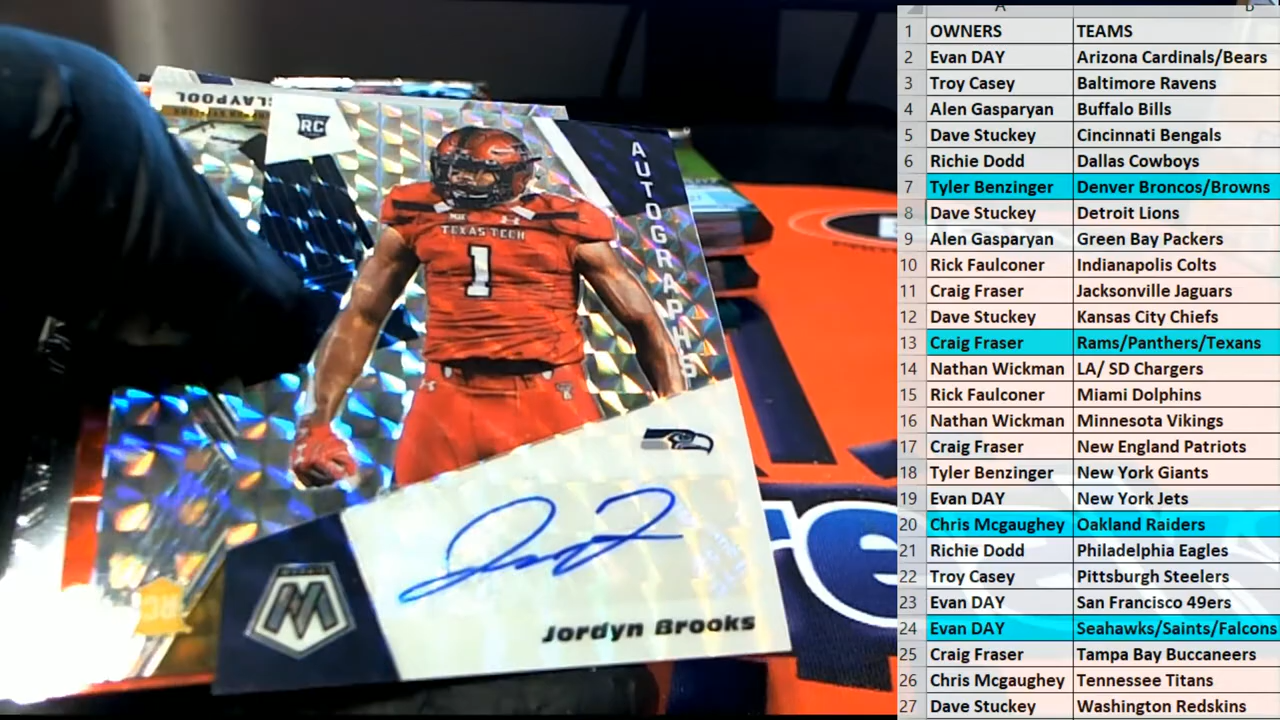 CLAYPOOL
RC
AUTOGRAPHS
TEXAS TECH
1
RC
M
Jordyn Brooks
re
A B
1 OWNERS TEAMS
2 Evan DAY Arizona Cardinals/Bears
3 Troy Casey Baltimore Ravens
4 Alen Gasparyan Buffalo Bills
5 Dave Stuckey Cincinnati Bengals
6 Richie Dodd Dallas Cowboys
7 Tyler Benzinger Denver Broncos/Browns
8 Dave Stuckey Detroit Lions
9 Alen Gasparyan Green Bay Packers
10 Rick Faulconer Indianapolis Colts
11 Craig Fraser Jacksonville Jaguars
12 Dave Stuckey Kansas City Chiefs
13 Craig Fraser Rams/Panthers/Texans
14 Nathan Wickman LA/ SD Chargers
15 Rick Faulconer Miami Dolphins
16 Nathan Wickman Minnesota Vikings
17 Craig Fraser New England Patriots
18 Tyler Benzinger New York Giants
19 Evan DAY New York Jets
20 Chris Mcgaughey Oakland Raiders
21 Richie Dodd Philadelphia Eagles
22 Troy Casey Pittsburgh Steelers
23 Evan DAY San Francisco 49ers
24 Evan DAY Seahawks/Saints/Falcons
25 Craig Fraser Tampa Bay Buccaneers
26 Chris Mcgaughey Tennessee Titans
27 Dave Stuckey Washington Redskins